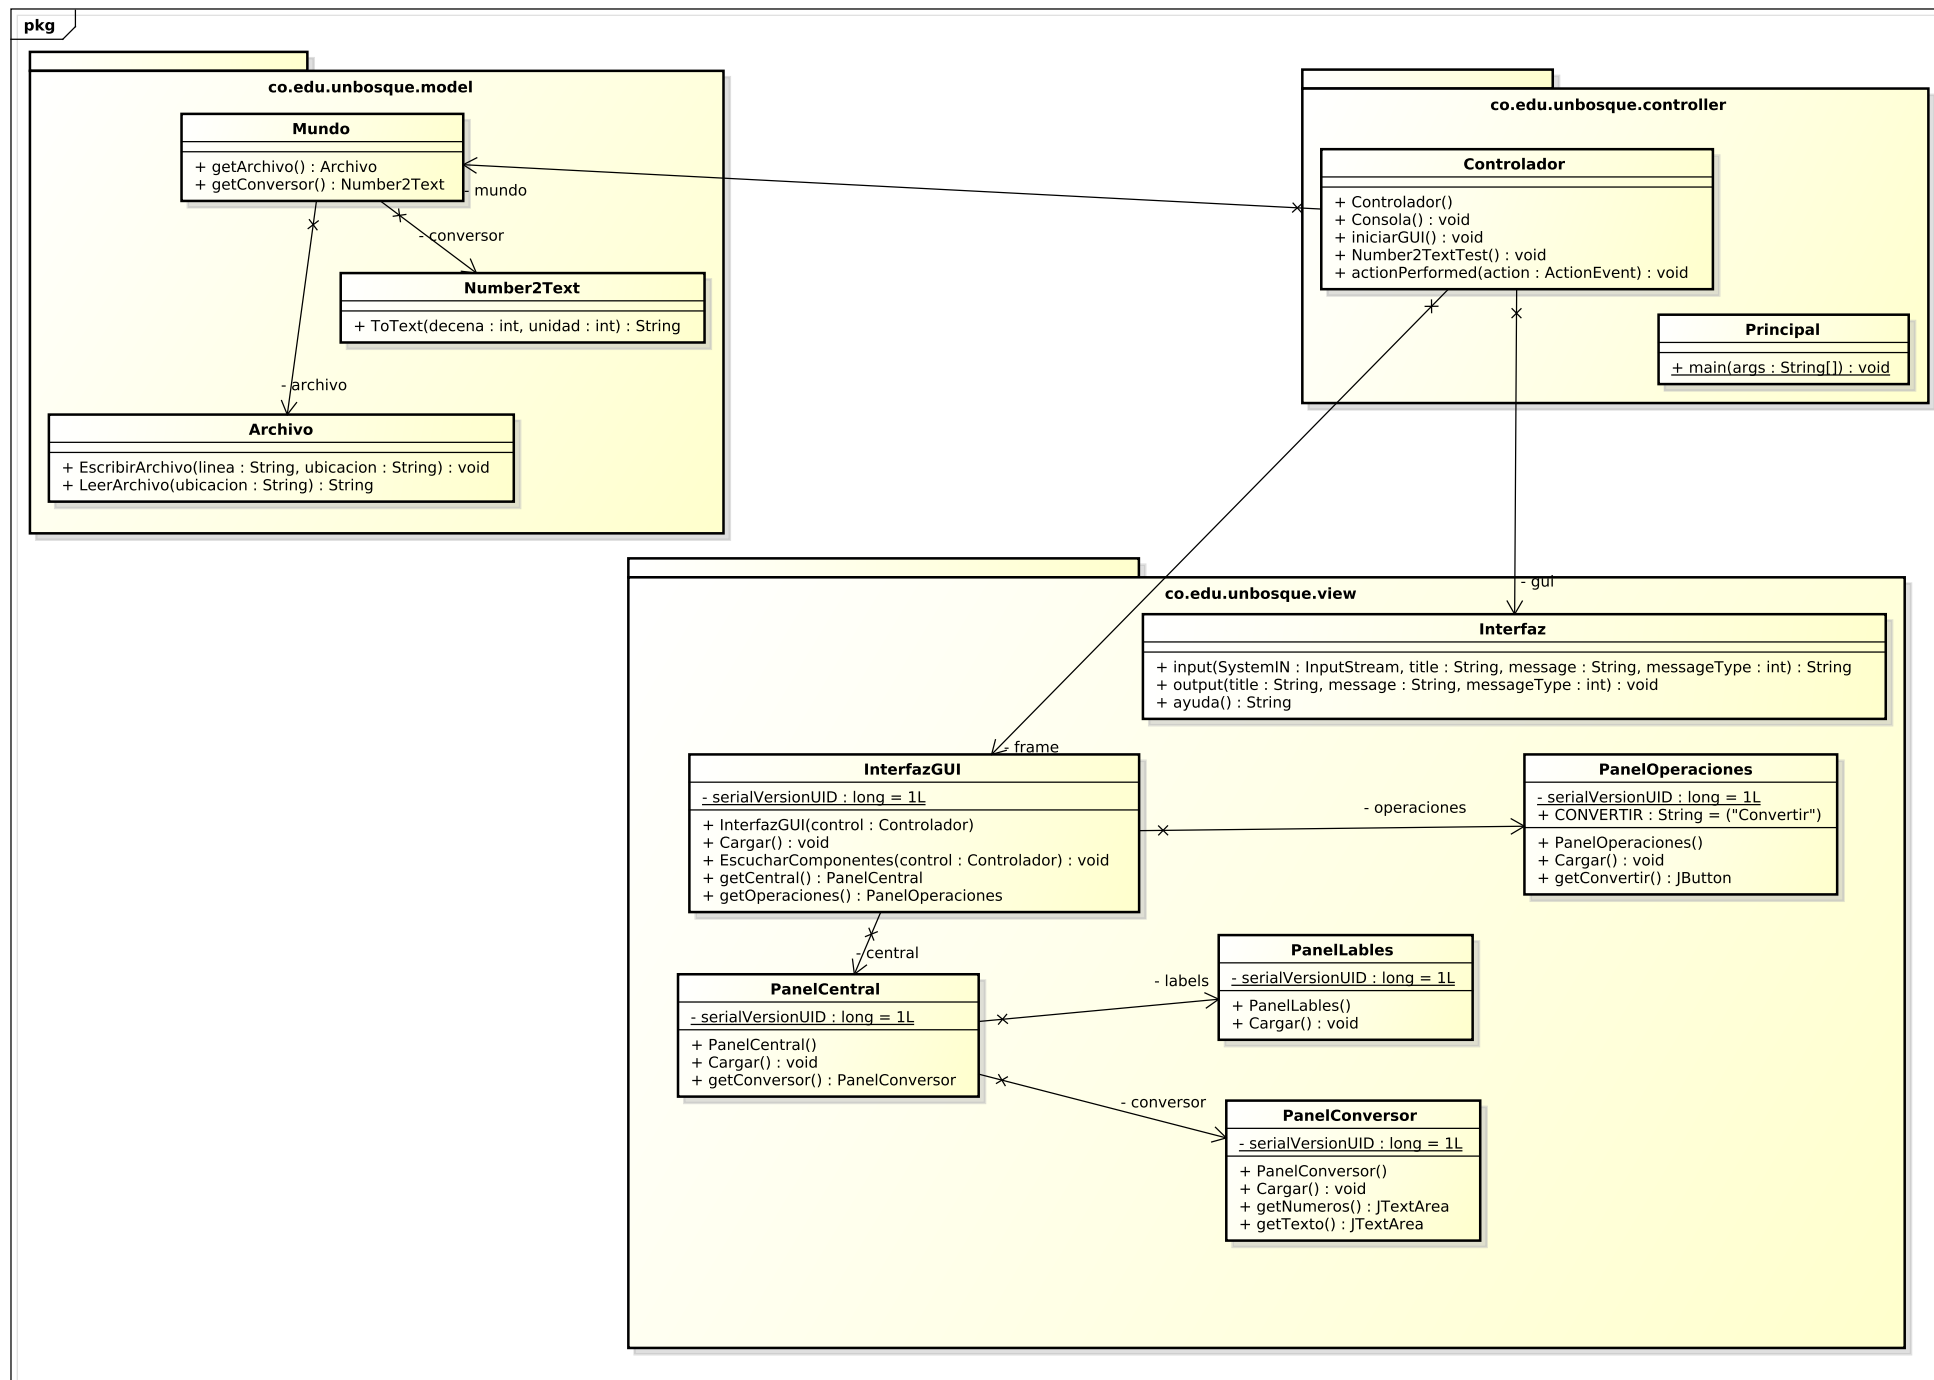 pkg
co.edu.unbosque.model
Mundo
+ getArchivo() : Archivo
+ getConversor() : Number2Text
- mundo
- conversor
Number2Text
+ ToText(decena : int, unidad : int) : String
- archivo
Archivo
+ EscribirArchivo(linea : String, ubicacion : String) : void
+ LeerArchivo(ubicacion : String) : String
co.edu.unbosque.controller
Controlador
+ Controlador()
+ Consola() : void
+ iniciarGUI() : void
+ Number2TextTest() : void
+ actionPerformed(action : ActionEvent) : void
Principal
+ main(args : String[]) : void
- gui
co.edu.unbosque.view
Interfaz
+ input(SystemIN : InputStream, title : String, message : String, messageType : int) : String
+ output(title : String, message : String, messageType : int) : void
+ ayuda() : String
- frame
InterfazGUI
- serialVersionUID : long = 1L
+ InterfazGUI(control : Controlador)
+ Cargar() : void
+ EscucharComponentes(control : Controlador) : void
+ getCentral() : PanelCentral
+ getOperaciones() : PanelOperaciones
- operaciones
PanelOperaciones
- serialVersionUID : long = 1L
+ CONVERTIR : String = ("Convertir")
+ PanelOperaciones()
+ Cargar() : void
+ getConvertir() : JButton
- central
PanelCentral
- serialVersionUID : long = 1L
+ PanelCentral()
+ Cargar() : void
+ getConversor() : PanelConversor
- labels
PanelLables
- serialVersionUID : long = 1L
+ PanelLables()
+ Cargar() : void
- conversor
PanelConversor
- serialVersionUID : long = 1L
+ PanelConversor()
+ Cargar() : void
+ getNumeros() : JTextArea
+ getTexto() : JTextArea